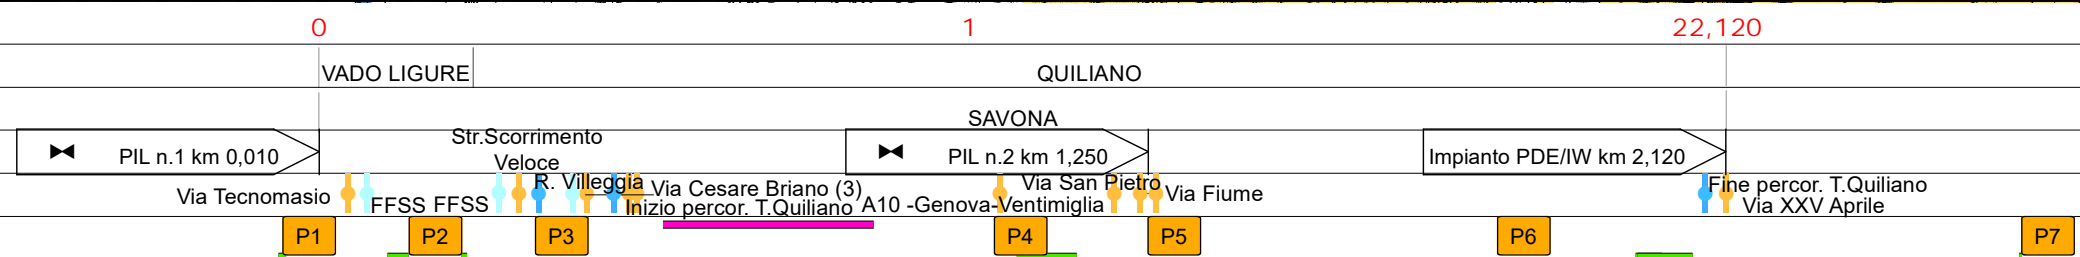 0 1 22,120
VADO LIGURE QUILIANO
SAVONA
Str.Scorrimento
Veloce
PIL n.1 km 0,010 PIL n.2 km 1,250 Impianto PDE/IW km 2,120
Via Tecnomasio R. Villeggia Via Cesare Briano (3) Via San Pietro Via Fiume Fine percor. T.Quiliano
FFSS FFSS Inizio percor. T.Quiliano A10 -Genova-Ventimiglia Via XXV Aprile
P1 P2 P3 P4 P5 P6 P7